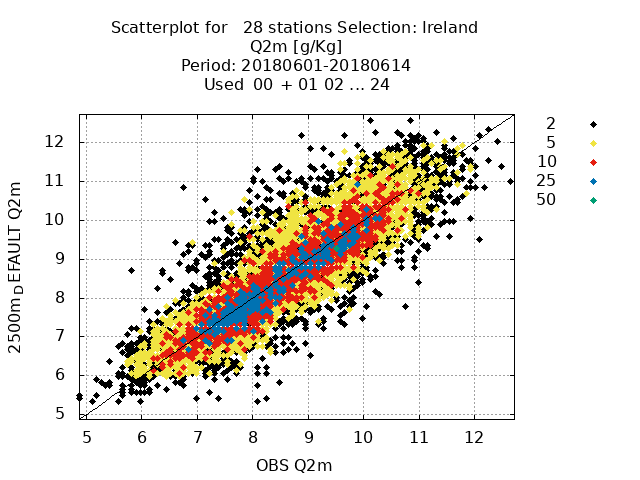 Scatterplot for 28 stations Selection: Ireland
Q2m [g/Kg]
Period: 20180601-20180614
Used 00 + 01 02 ... 24
2
5
10
25
50
12
11
10
9
8
7
6
5
2500m_DEFAULT Q2m
5 6 7 8 9 10 11 12
OBS Q2m